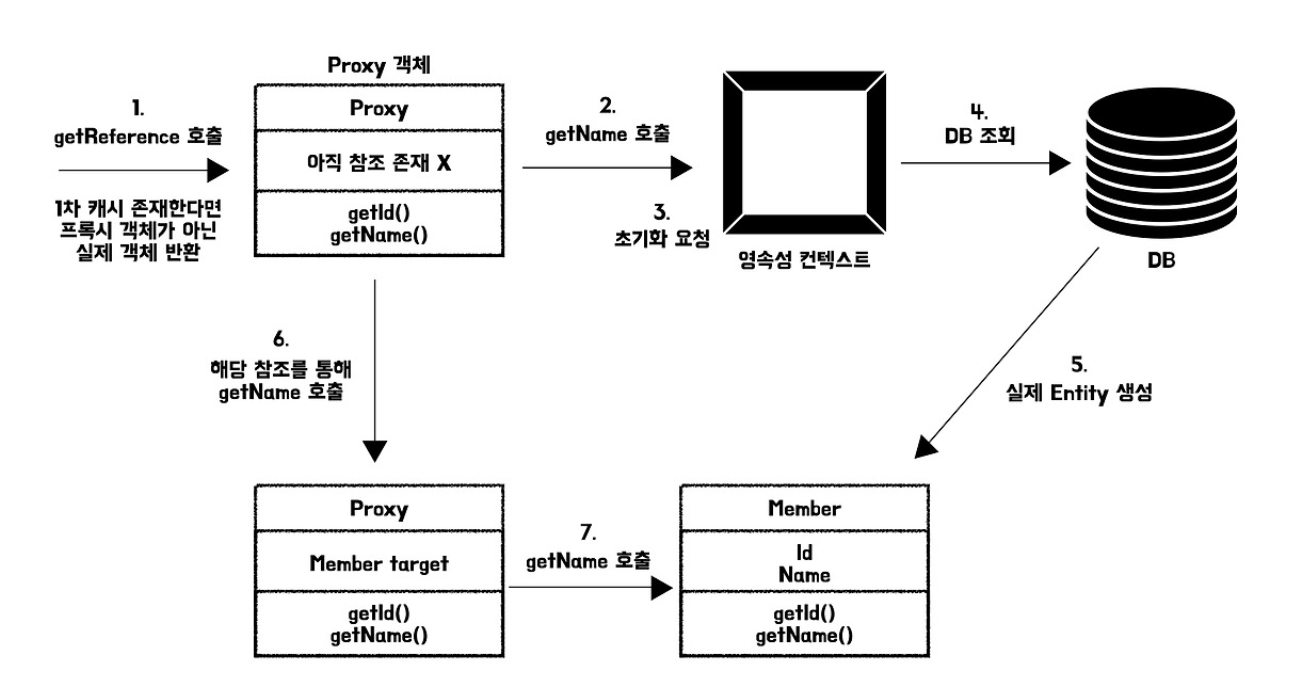 Proxy 객체
1.
getReference 호출
1차 캐시 존재한다면
프록시 객체가 아닌
실제 객체 반환
Proxy
아직 참조 존재 X
getId()
getName()
2.
getName 호출
3.
초기화 요청
영속성 컨텍스트
4.
DB 조회
DB
5.
실제 Entity 생성
6.
해당 참조를 통해
getName 호출
Proxy
Member target
getId()
getName()
7.
getName 호출
Member
Id
Name
getId()
getName()